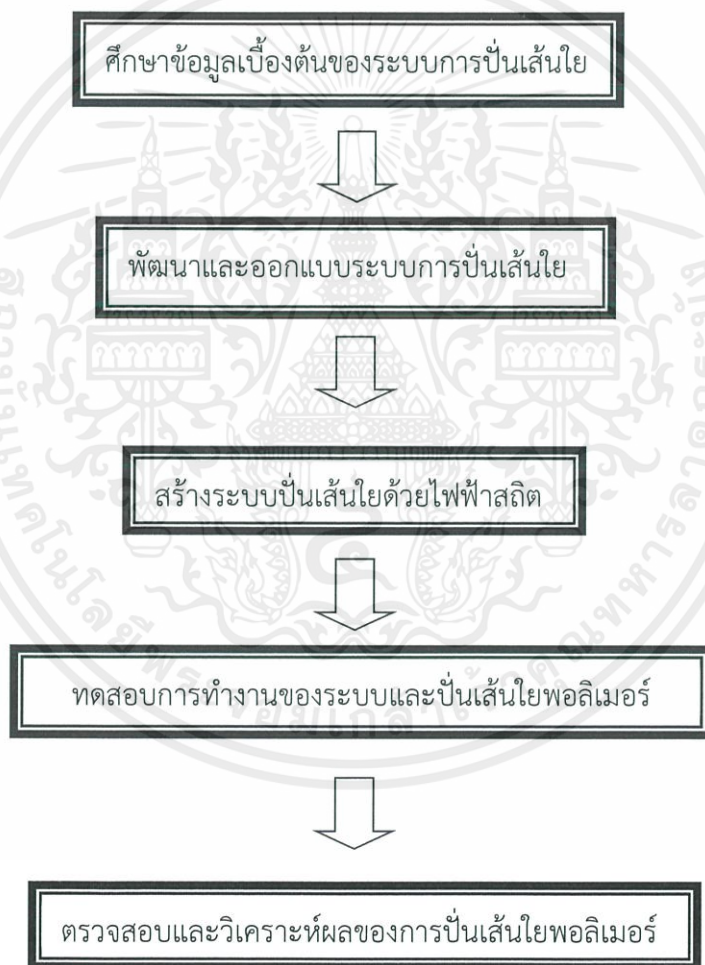 ศึกษาข้อมูลเบื้องต้นของระบบการปั่นเส้นใย
พัฒนาและออกแบบระบบการปั่นเส้นใย
สร้างระบบปั่นเส้นใยด้วยไฟฟ้าสถิต
ทดสอบการทำงานของระบบและปั่นเส้นใยพอลิเมอร์
ตรวจสอบและวิเคราะห์ผลของการปั่นเส้นใยพอลิเมอร์